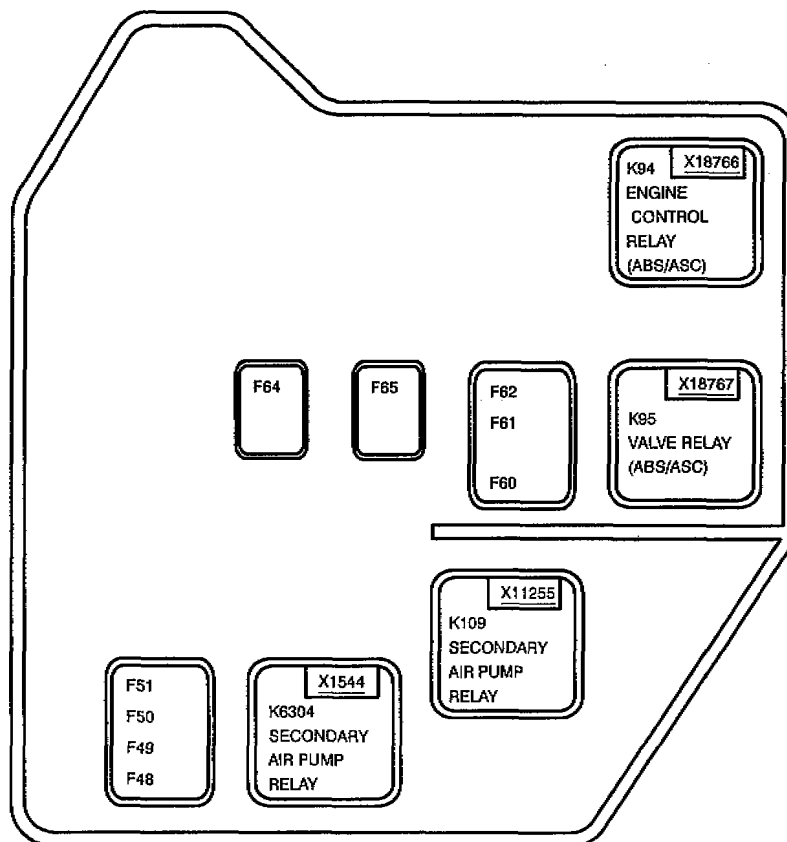 K94 X18766
ENGINE
CONTROL
RELAY
(ABS/ASC)
F64
F65
F62
F61
F60
X18767
K95
VALVE RELAY
(ABS/ASC)
X11255
K109
SECONDARY
AIR PUMP
RELAY
F51
F50
F49
F48
X1544
K6304
SECONDARY
AIR PUMP
RELAY